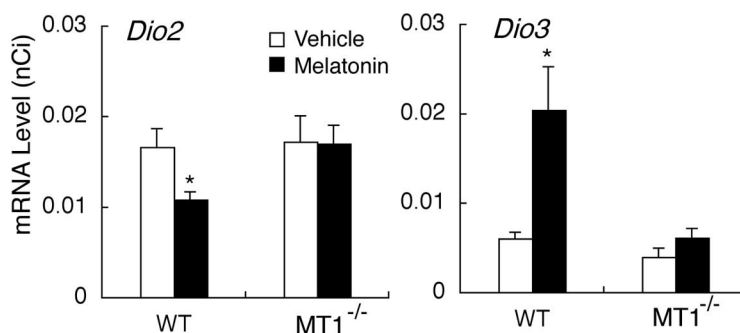 Dio2
Vehicle
Melatonin
mRNA Level (nCi)
0.03
0.02
0.01
0
WT
MT1-/-
Dio3
0.03
0.02
0.01
0
*
*
WT
MT1-/-